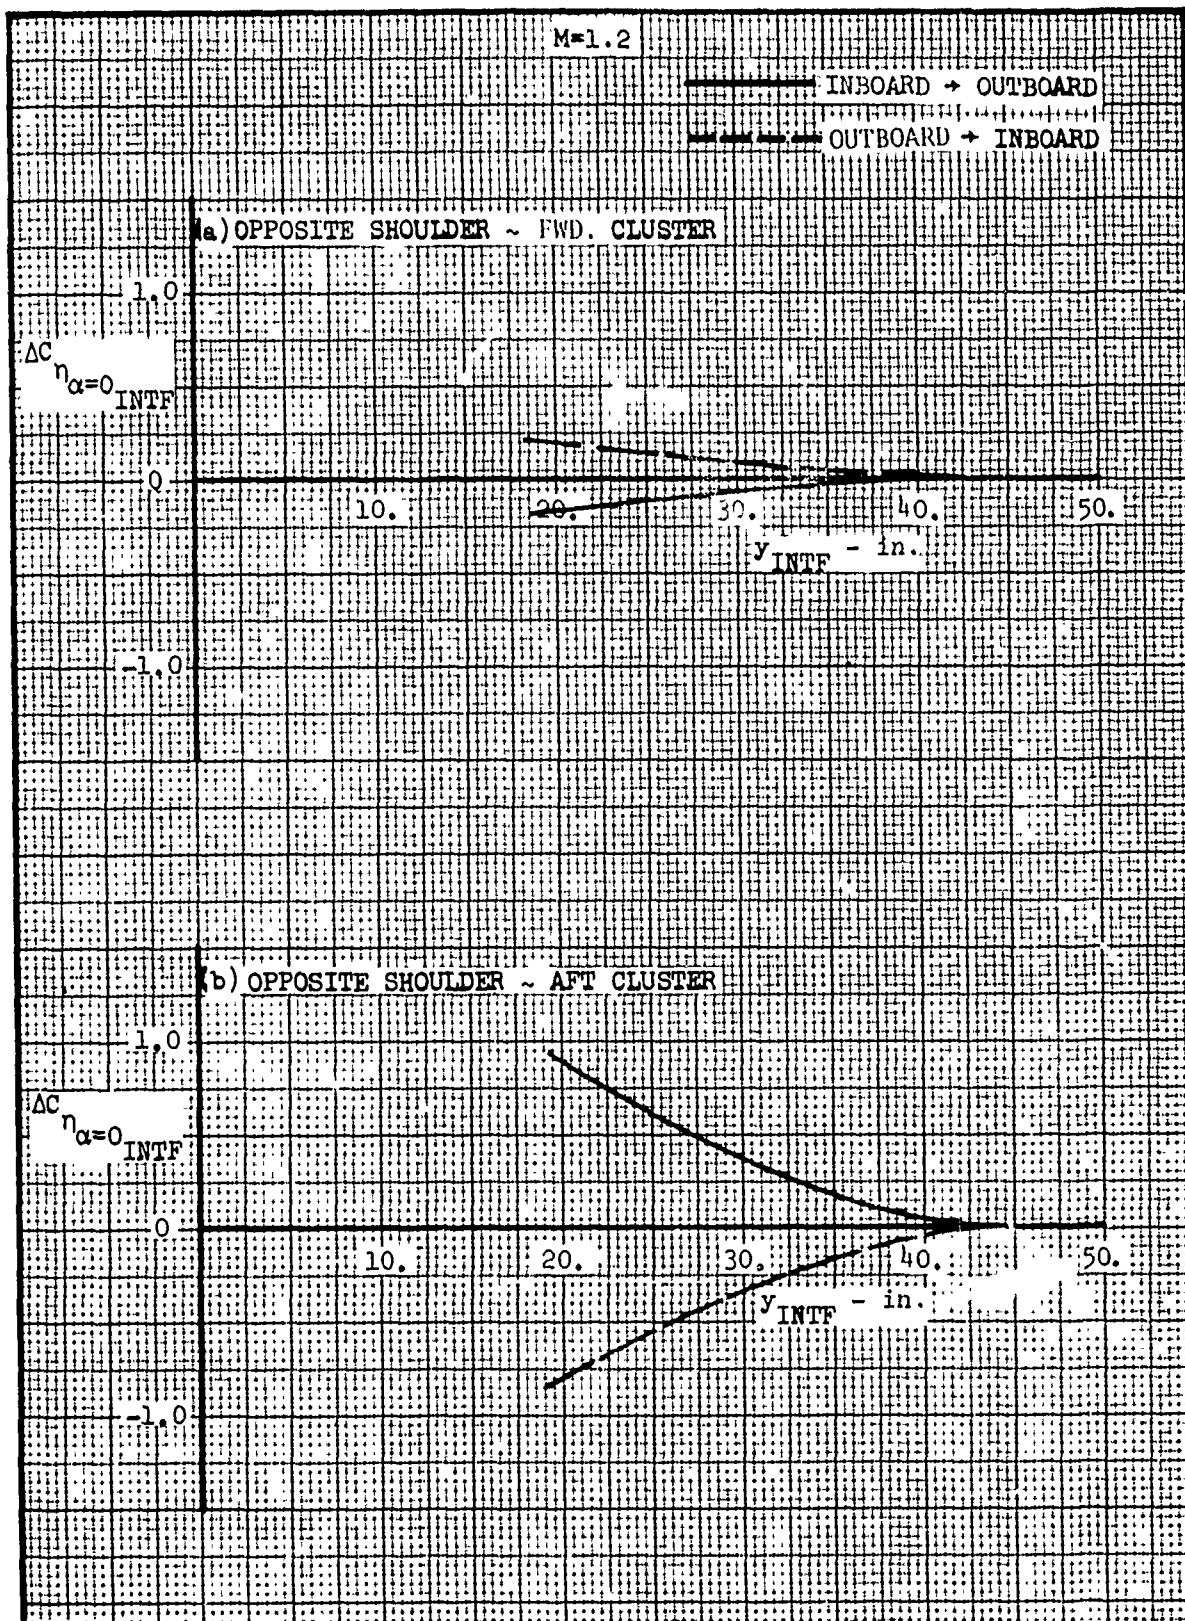 M=1.2
INBOARD → OUTBOARD
OUTBOARD → INBOARD
(a) OPPOSITE SHOULDER ~ FWD. CLUSTER
1.0
ΔC
η
α=0
INTF
0
10.
20.
30.
40.
50.
y INTF - in.
-1.0
(b) OPPOSITE SHOULDER ~ AFT CLUSTER
1.0
ΔC
η
α=0
INTF
0
10.
20.
30.
40.
50.
y INTF - in.
-1.0